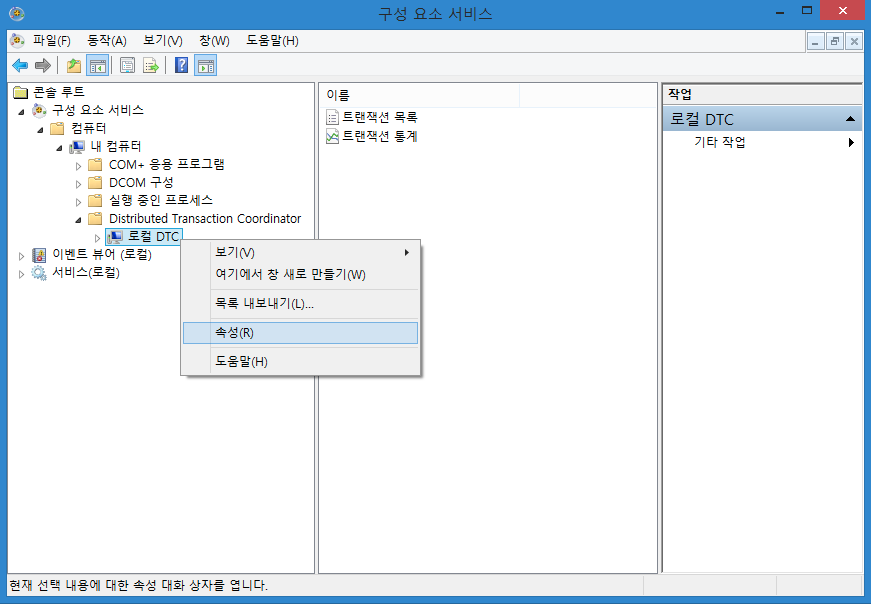 구성 요소 서비스
파일(F) 동작(A) 보기(V) 창(W) 도움말(H)
콘솔 루트
구성 요소 서비스
컴퓨터
내 컴퓨터
COM+ 응용 프로그램
DCOM 구성
실행 중인 프로세스
Distributed Transaction Coordinator
로컬 DTC
이벤트 뷰어 (로컬)
서비스(로컬)
보기(V)
여기에서 창 새로 만들기(W)
목록 내보내기(L)...
속성(R)
도움말(H)
이름
트랜잭션 목록
트랜잭션 통계
작업
로컬 DTC
기타 작업
현재 선택 내용에 대한 속성 대화 상자를 엽니다.